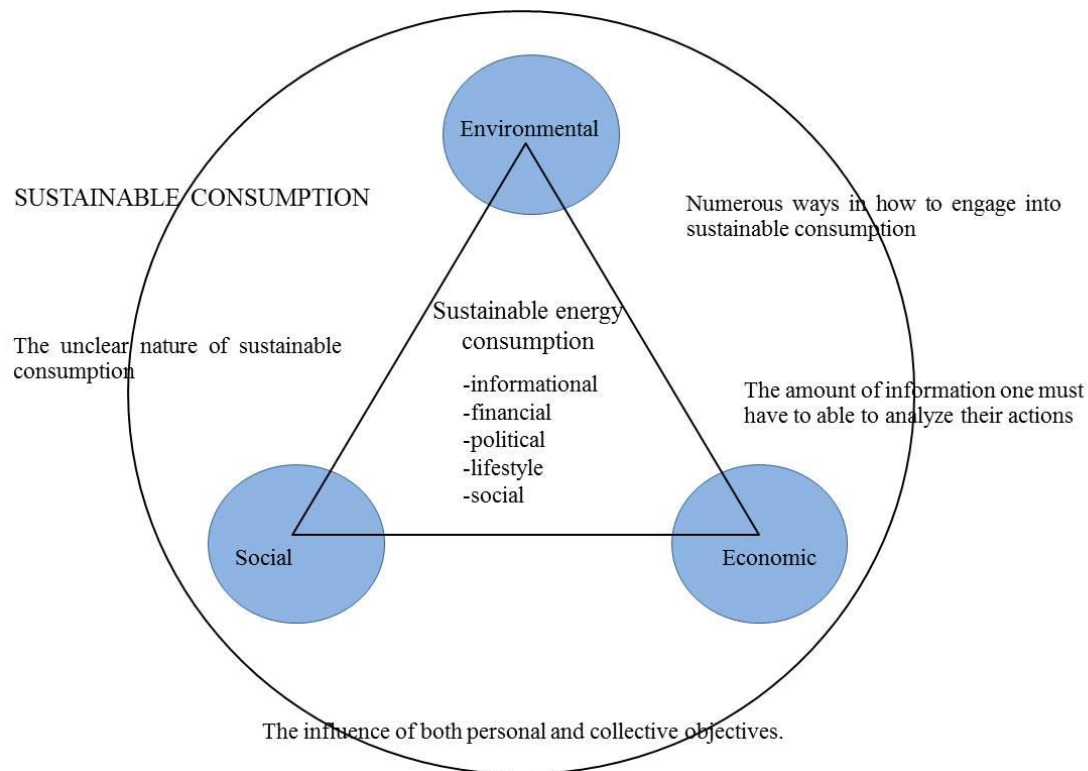 Environmental
SUSTAINABLE CONSUMPTION
Numerous ways in how to engage into
sustainable consumption
Sustainable energy
consumption
The unclear nature of sustainable
consumption
-informational
-financial
-political
-lifestyle
-social
The amount of information one must
have to able to analyze their actions
Social
Economic
The influence of both personal and collective objectives.